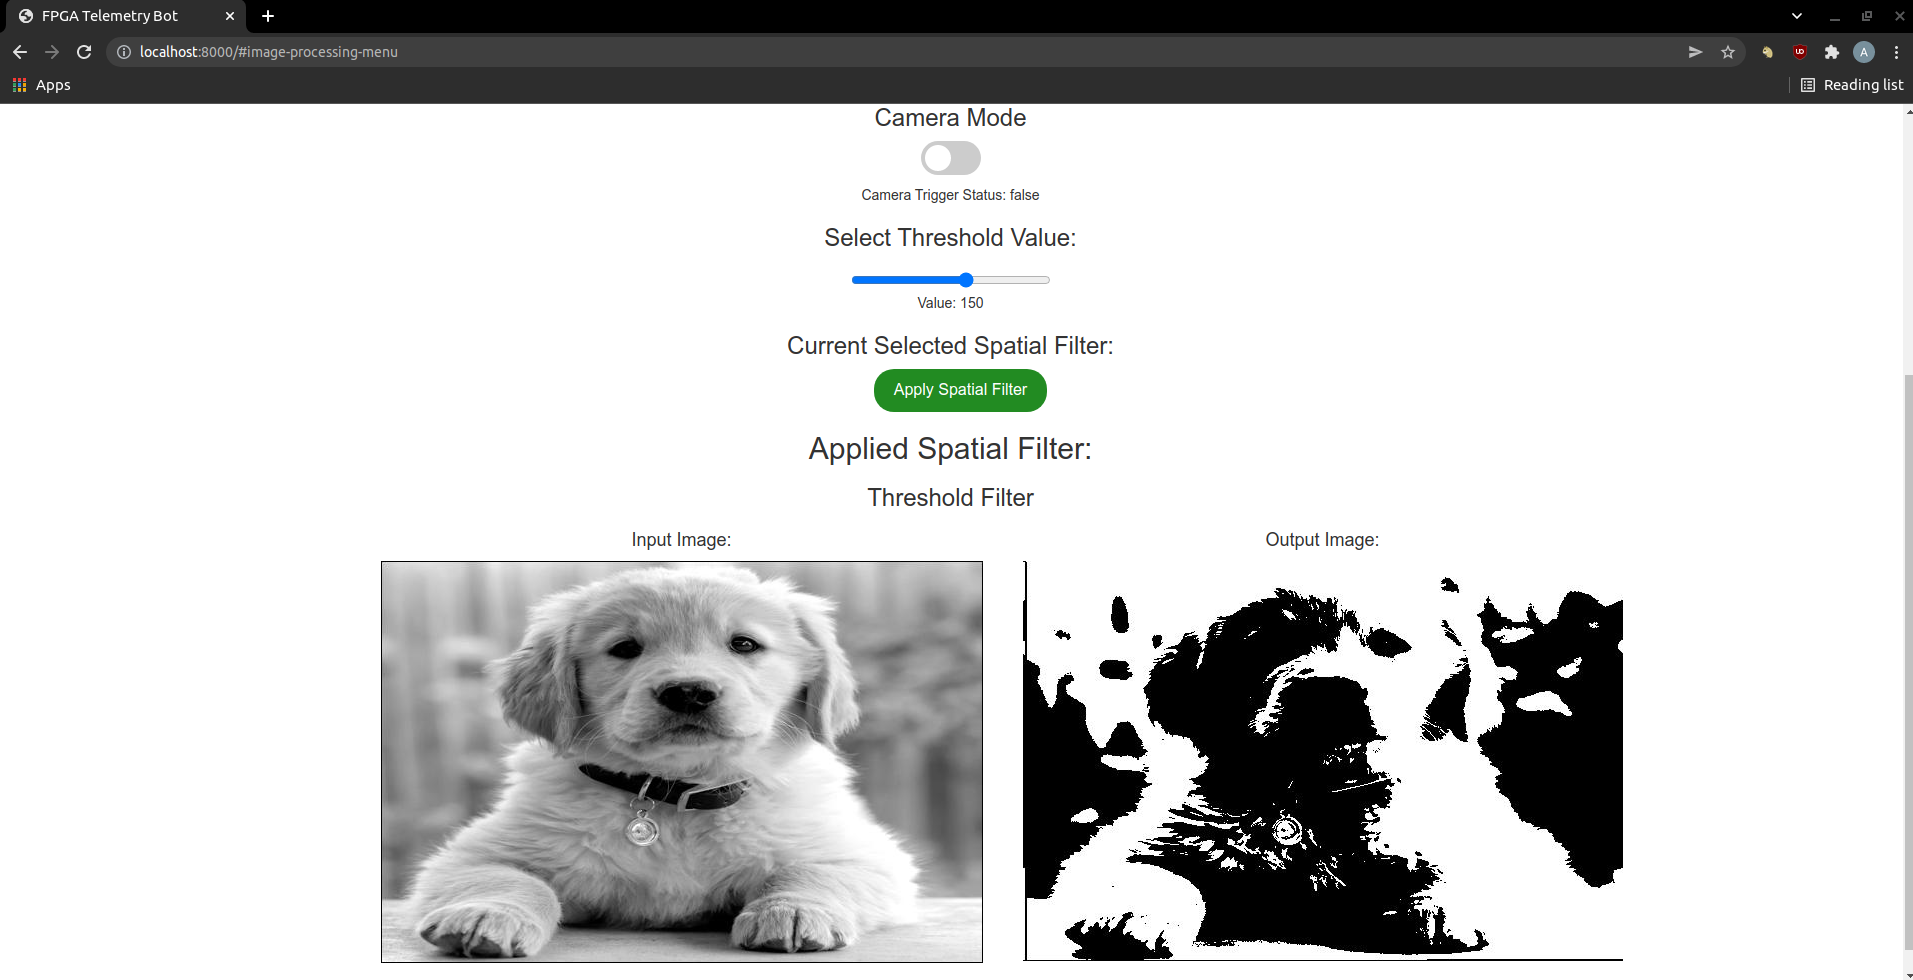 FPGA Telemetry Bot
localhost:8000/#image-processing-menu
A
Apps
Reading list
Camera Mode
Camera Trigger Status: false
Select Threshold Value:
Value: 150
Current Selected Spatial Filter:
Apply Spatial Filter
Applied Spatial Filter:
Threshold Filter
Input Image:
Output Image: